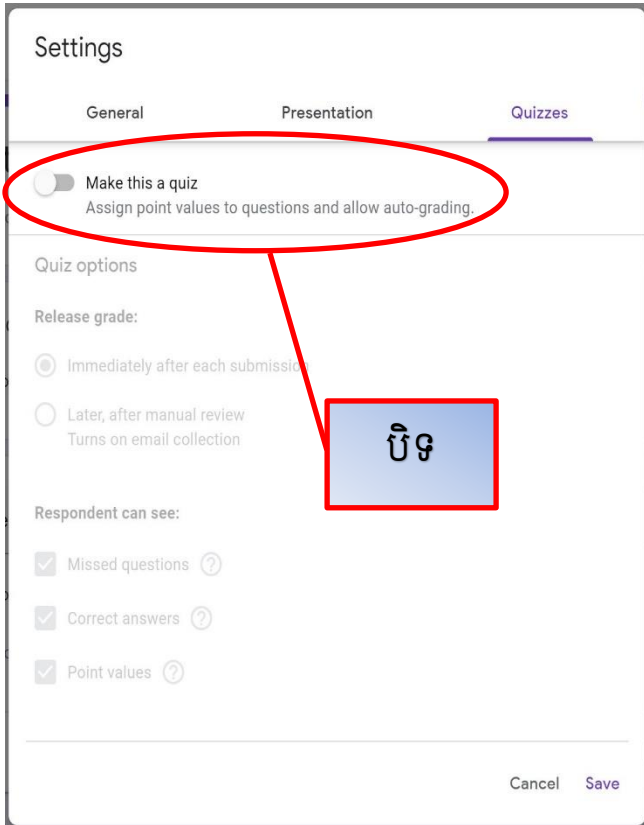 Settings
General Presentation Quizzes
Make this a quiz
Assign point values to questions and allow auto-grading.
Quiz options
Release grade:
Immediately after each submission
Later, after manual review
Turns on email collection
បិទ
Respondent can see:
Missed questions ?
Correct answers ?
Point values ?
Cancel Save